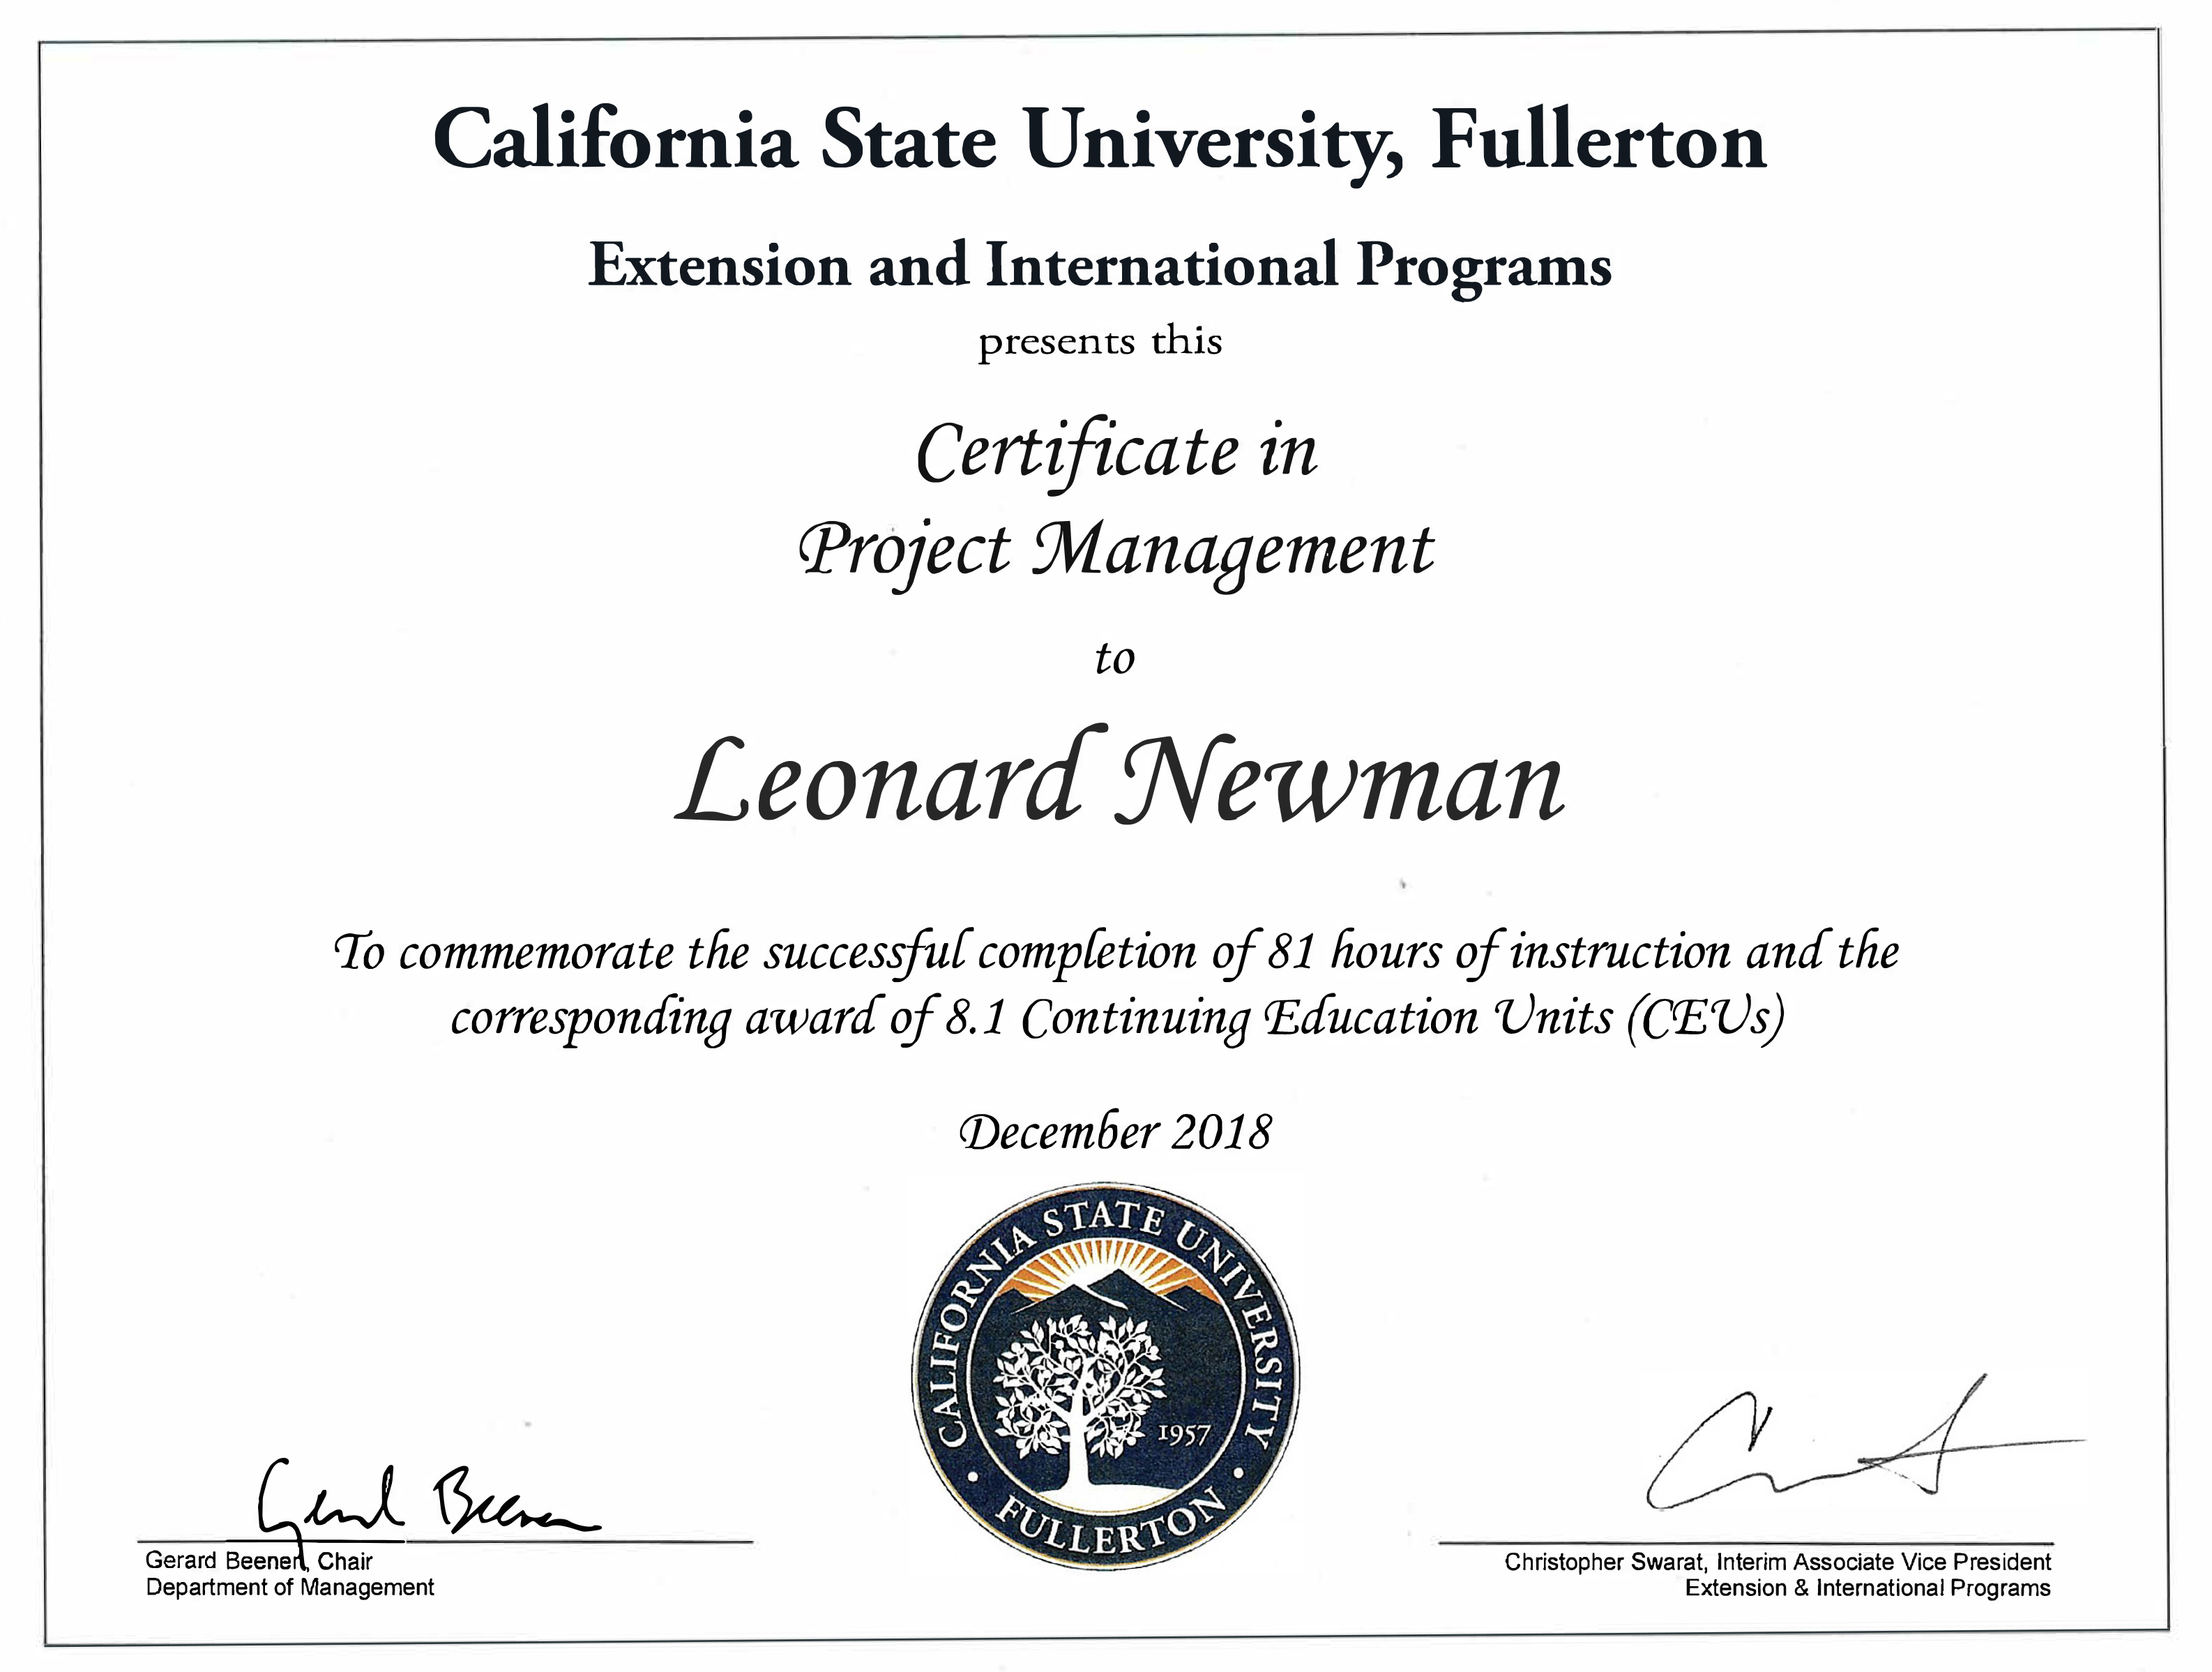 California State University, Fullerton
Extension and International Programs
presents this
Certificate in
Project Management
to
Leonard Newman
To commemorate the successful completion of 81 hours of instruction and the
corresponding award of 8.1 Continuing Education Units (CEUs)
December 2018
CALIFORNIA STATE UNIVERSITY
1957
FULLERTON
Gerard Beener
Gerard Beener, Chair
Department of Management
Christopher Swarat, Interim Associate Vice President
Extension & International Programs